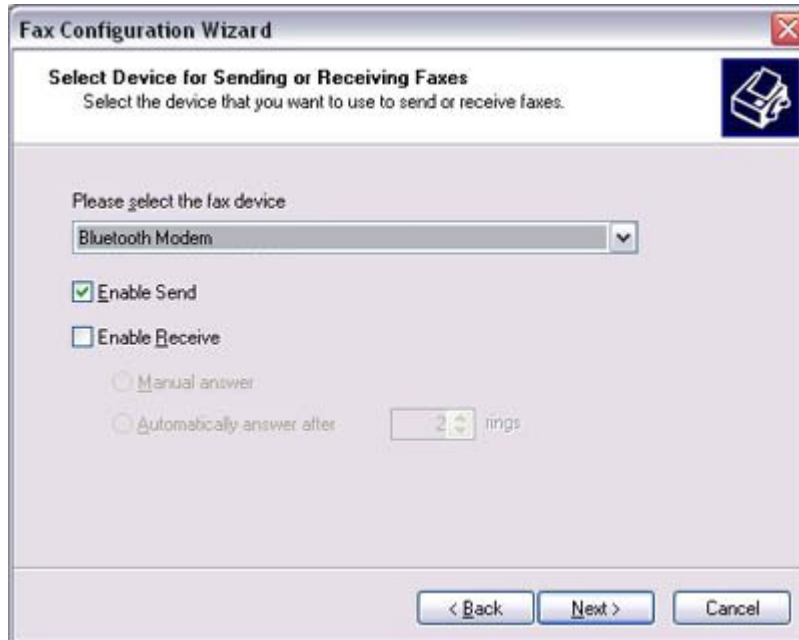 Fax Configuration Wizard
Select Device for Sending or Receiving Faxes
Select the device that you want to use to send or receive faxes.
Please select the fax device
Bluetooth Modem
Enable Send
Enable Receive
Manual answer
Automatically answer after 2 rings
< Back Next > Cancel